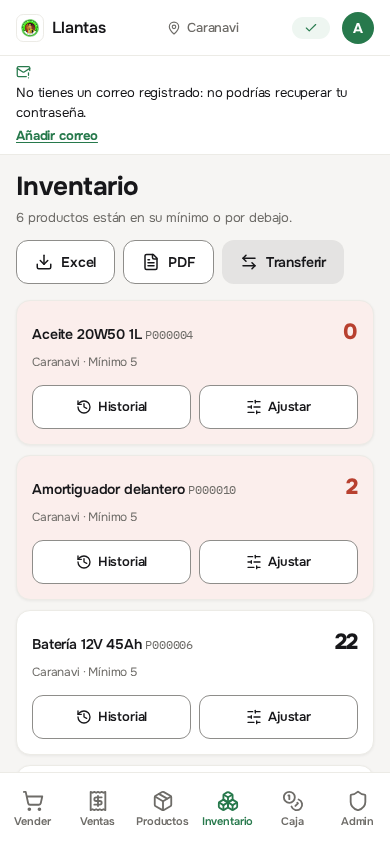 Llantas
Caranavi
A
No tienes un correo registrado: no podrías recuperar tu
contraseña.
Añadir correo
Inventario
6 productos están en su mínimo o por debajo.
Excel
PDF
Transferir
Aceite 20W50 1L P000004
0
Caranavi · Mínimo 5
Historial
Ajustar
Amortiguador delantero P000010
2
Caranavi · Mínimo 5
Historial
Ajustar
Batería 12V 45Ah P000006
22
Caranavi · Mínimo 5
Historial
Ajustar
Vender
Ventas
Productos
Inventario
Caja
Admin